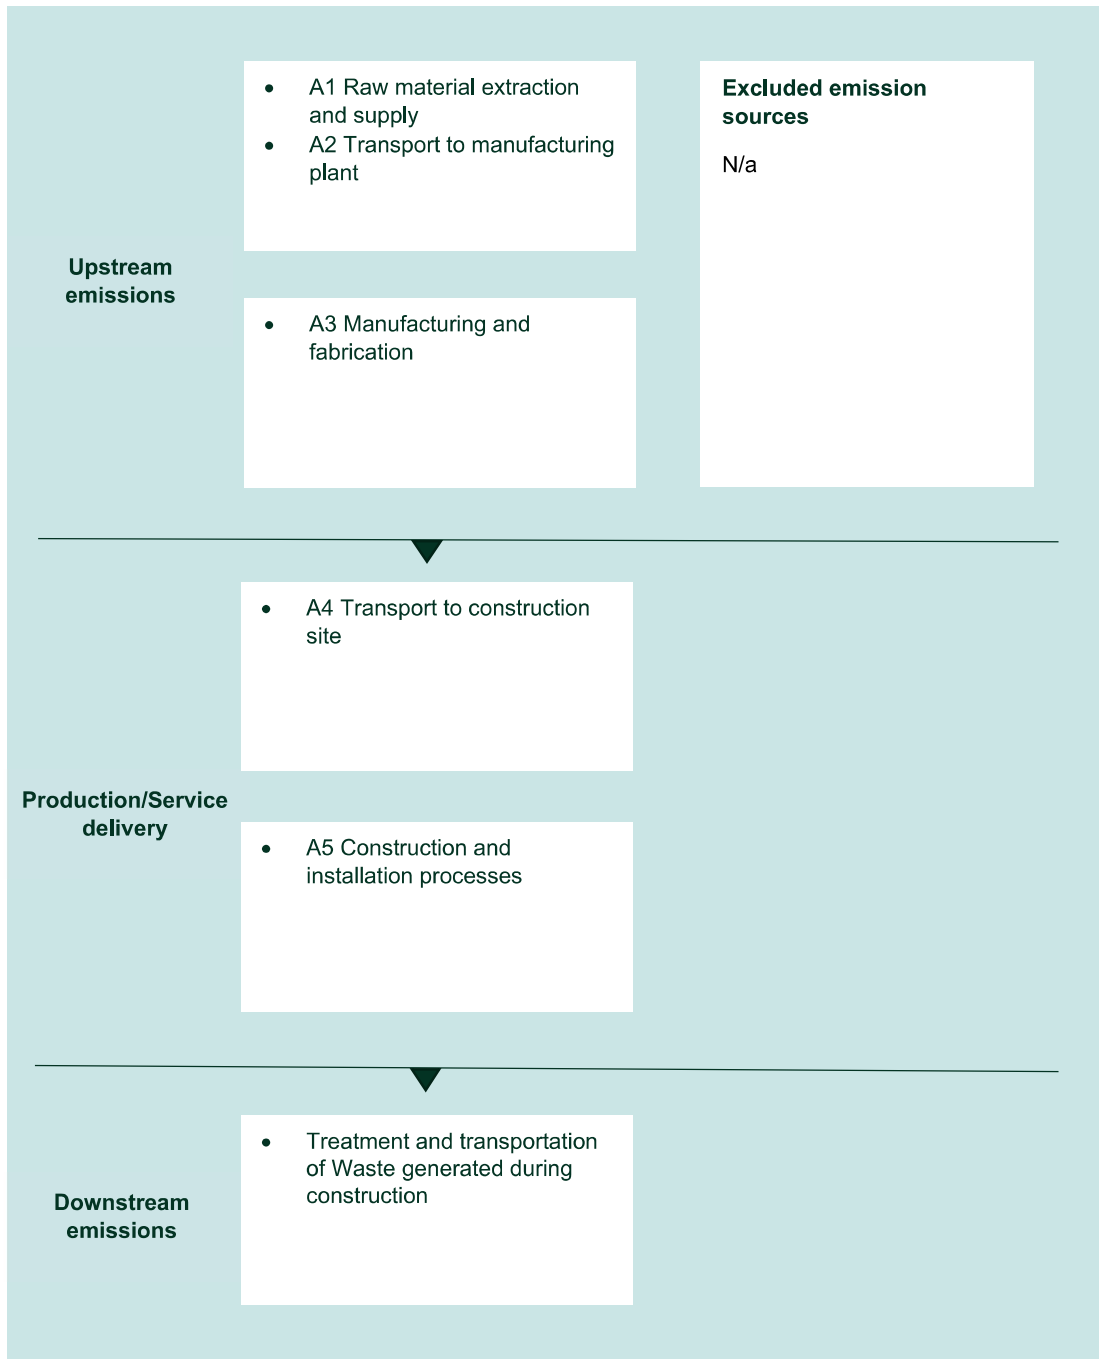 Upstream
emissions
• A1 Raw material extraction
and supply
• A2 Transport to manufacturing
plant
• A3 Manufacturing and
fabrication
Excluded emission
sources
N/a
Production/Service
delivery
• A4 Transport to construction
site
• A5 Construction and
installation processes
Downstream
emissions
• Treatment and transportation
of Waste generated during
construction